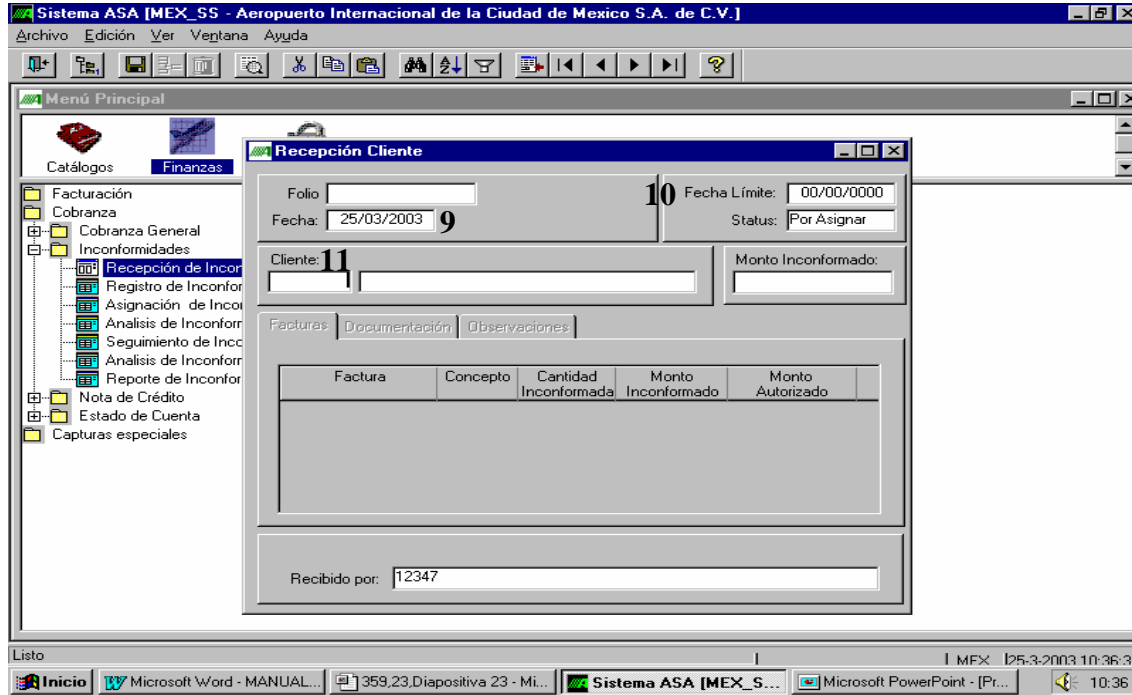 Sistema ASA [MEX_SS - Aeropuerto Internacional de la Ciudad de Mexico S.A. de C.V.]
Archivo Edición Ver Ventana Ayuda
Menú Principal
Catálogos
Finanzas
Facturación
Cobranza
Cobranza General
Inconformidades
Recepción de Incor
Registro de Inconfor
Asignación de Incor
Analisis de Inconforr
Seguimiento de Incc
Analisis de Inconforr
Reporte de Inconfor
Nota de Crédito
Estado de Cuenta
Capturas especiales
Recepción Cliente
Folio
Fecha: 25/03/2003 9
10 Fecha Límite: 00/00/0000
Status: Por Asignar
Cliente: 11
Monto Inconformado:
Facturas Documentación Observaciones
Factura Concepto Cantidad Inconformada Monto Inconformado Monto Autorizado
Recibido por: 12347
Listo
MEX 25-3-2003 10:36:3
Inicio Microsoft Word - MANUAL... 359,23,Diapositiva 23 - Mi... Sistema ASA [MEX_S... Microsoft PowerPoint - [Pr... 10:36